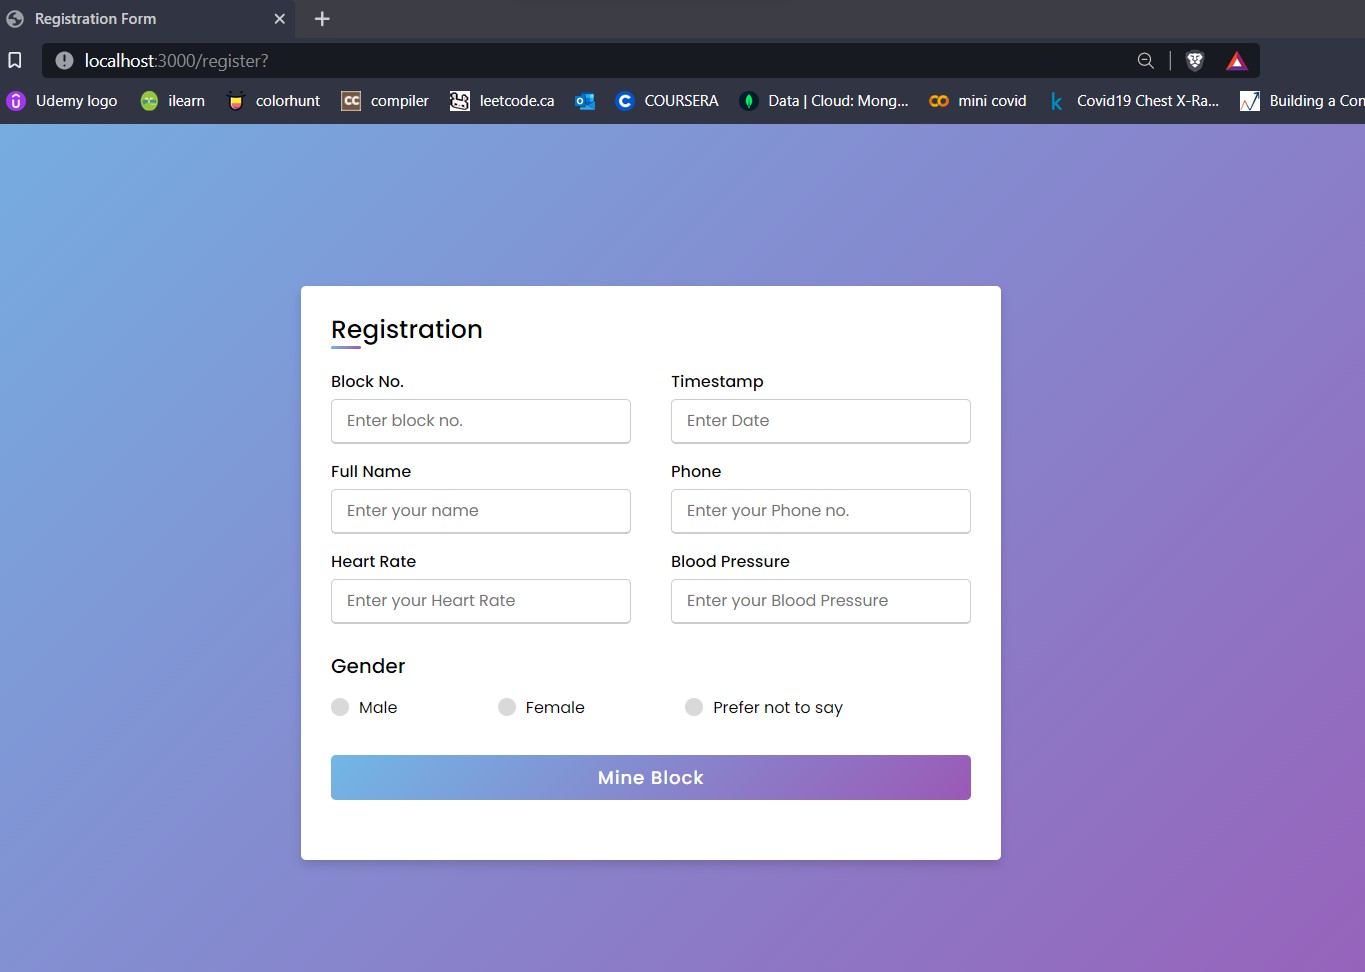 Registration Form
localhost:3000/register?
Udemy logo ilearn colorhunt CC compiler leetcode.ca COURSERA Data | Cloud: Mong... mini covid k Covid19 Chest X-Ra... Building a Con
Registration
Block No. Timestamp
Enter block no. Enter Date
Full Name Phone
Enter your name Enter your Phone no.
Heart Rate Blood Pressure
Enter your Heart Rate Enter your Blood Pressure
Gender
Male Female Prefer not to say
Mine Block